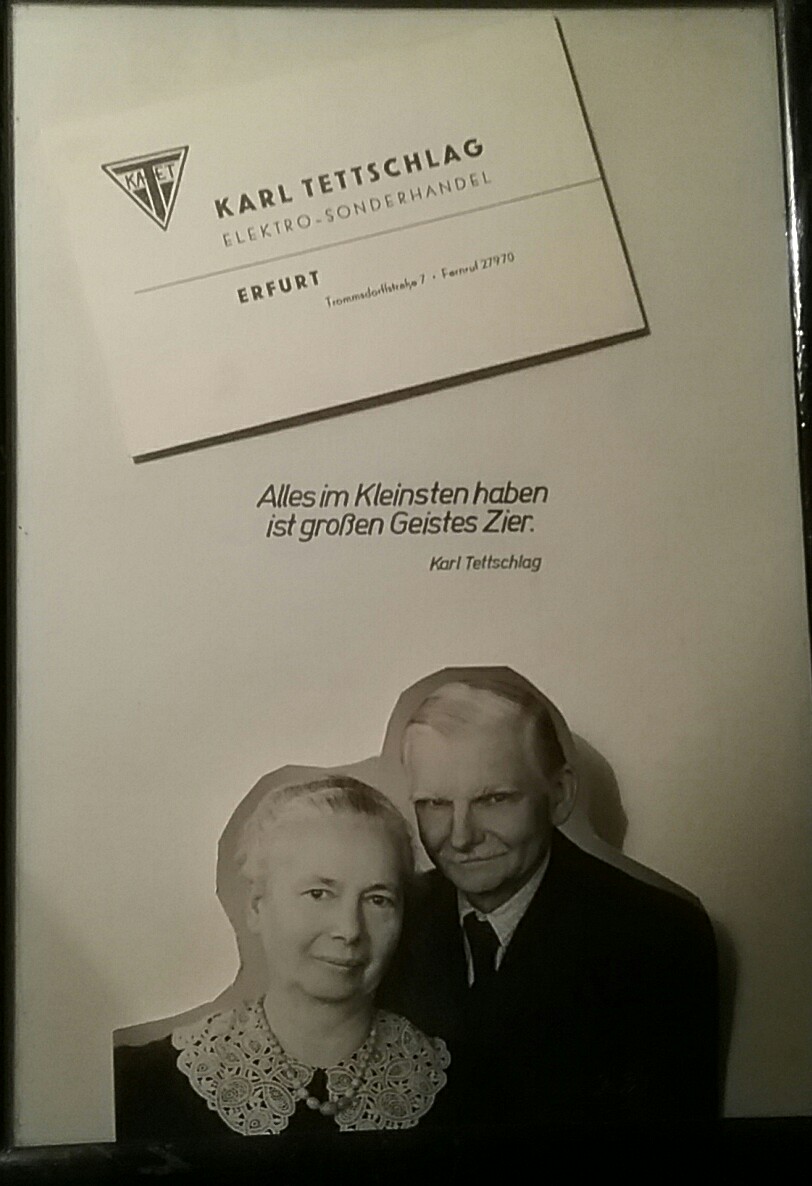 KATET
KARL TETTSCHLAG
ELEKTRO-SONDERHANDEL
ERFURT
Trommsdorffstraße 7 · Fernruf 27970
Alles im Kleinsten haben
ist großen Geistes Zier.
Karl Tettschlag